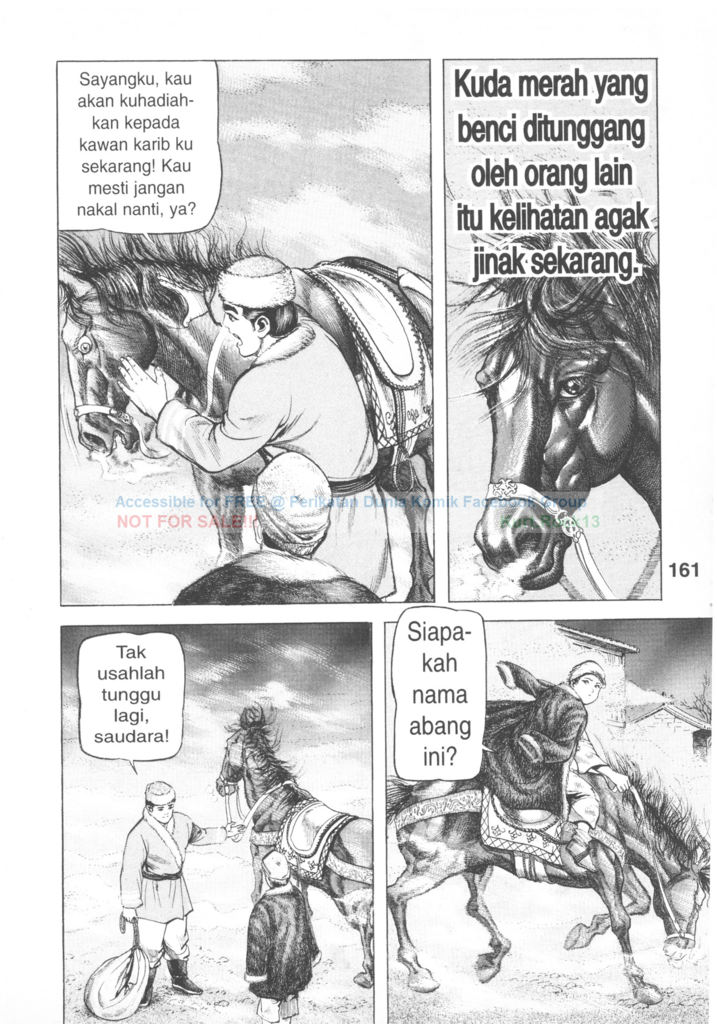 Sayangku, kau
akan kuhadiah-
kan kepada
kawan karib ku
sekarang! Kau
mesti jangan
nakal nanti, ya?
Kuda merah yang
benci ditunggang
oleh orang lain
itu kelihatan agak
jinak sekarang.
Accessible for FREE @ Perikatan Dunia Komik Facebook Group
NOT FOR SALE!!!
161
Tak
usahlah
tunggu
lagi,
saudara!
Siapa-
kah
nama
abang
ini?